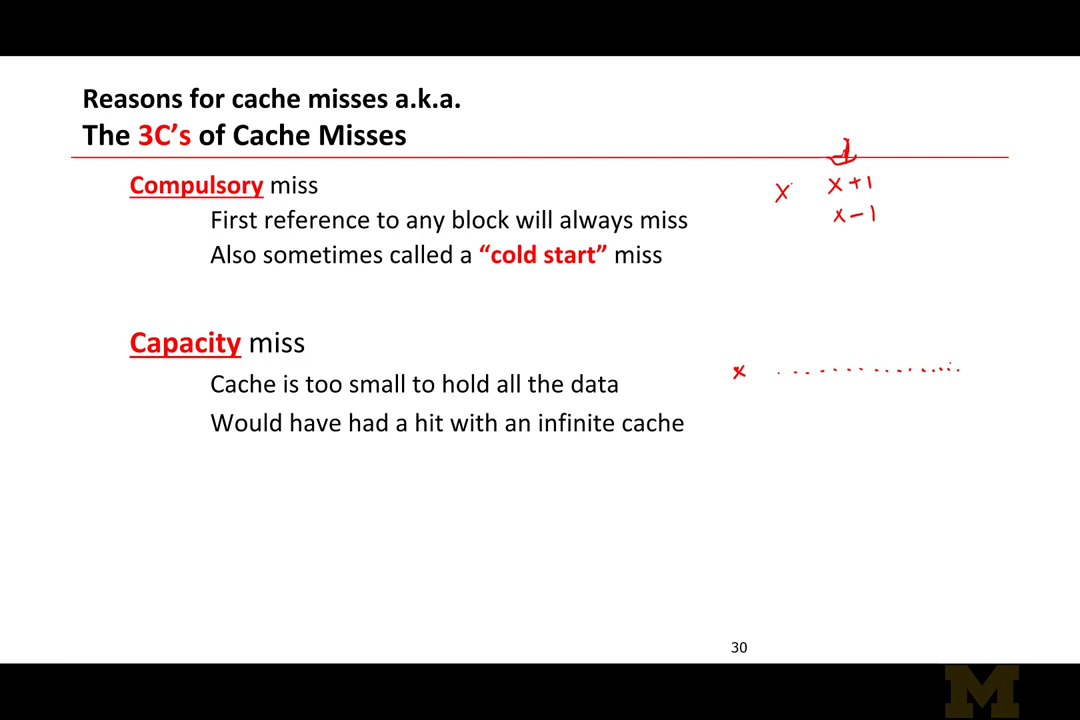 Reasons for cache misses a.k.a.
The 3C’s of Cache Misses
Compulsory miss
First reference to any block will always miss
Also sometimes called a “cold start” miss
x x+1
x-1
Capacity miss
Cache is too small to hold all the data
x ..................
Would have had a hit with an infinite cache
30
M